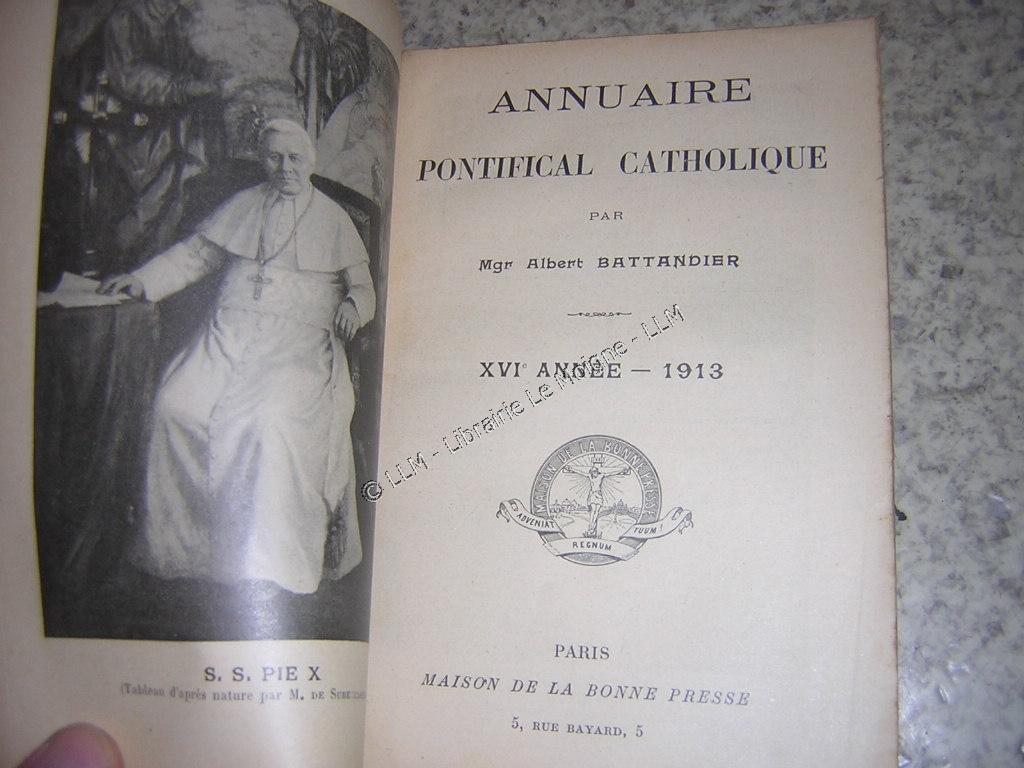 S. S. PIE X
(Tableau d'après nature par M. DE
ANNUAIRE
PONTIFICAL CATHOLIQUE
PAR
Mgr Albert BATTANDIER
XVIe ANNÉE — 1913
MAISON DE LA BONNE PRESSE
ADVENIAT
REGNUM
TUUM!
PARIS
MAISON DE LA BONNE PRESSE
5, RUE BAYARD, 5
© LLM - Librairie Le Moigne - LLM